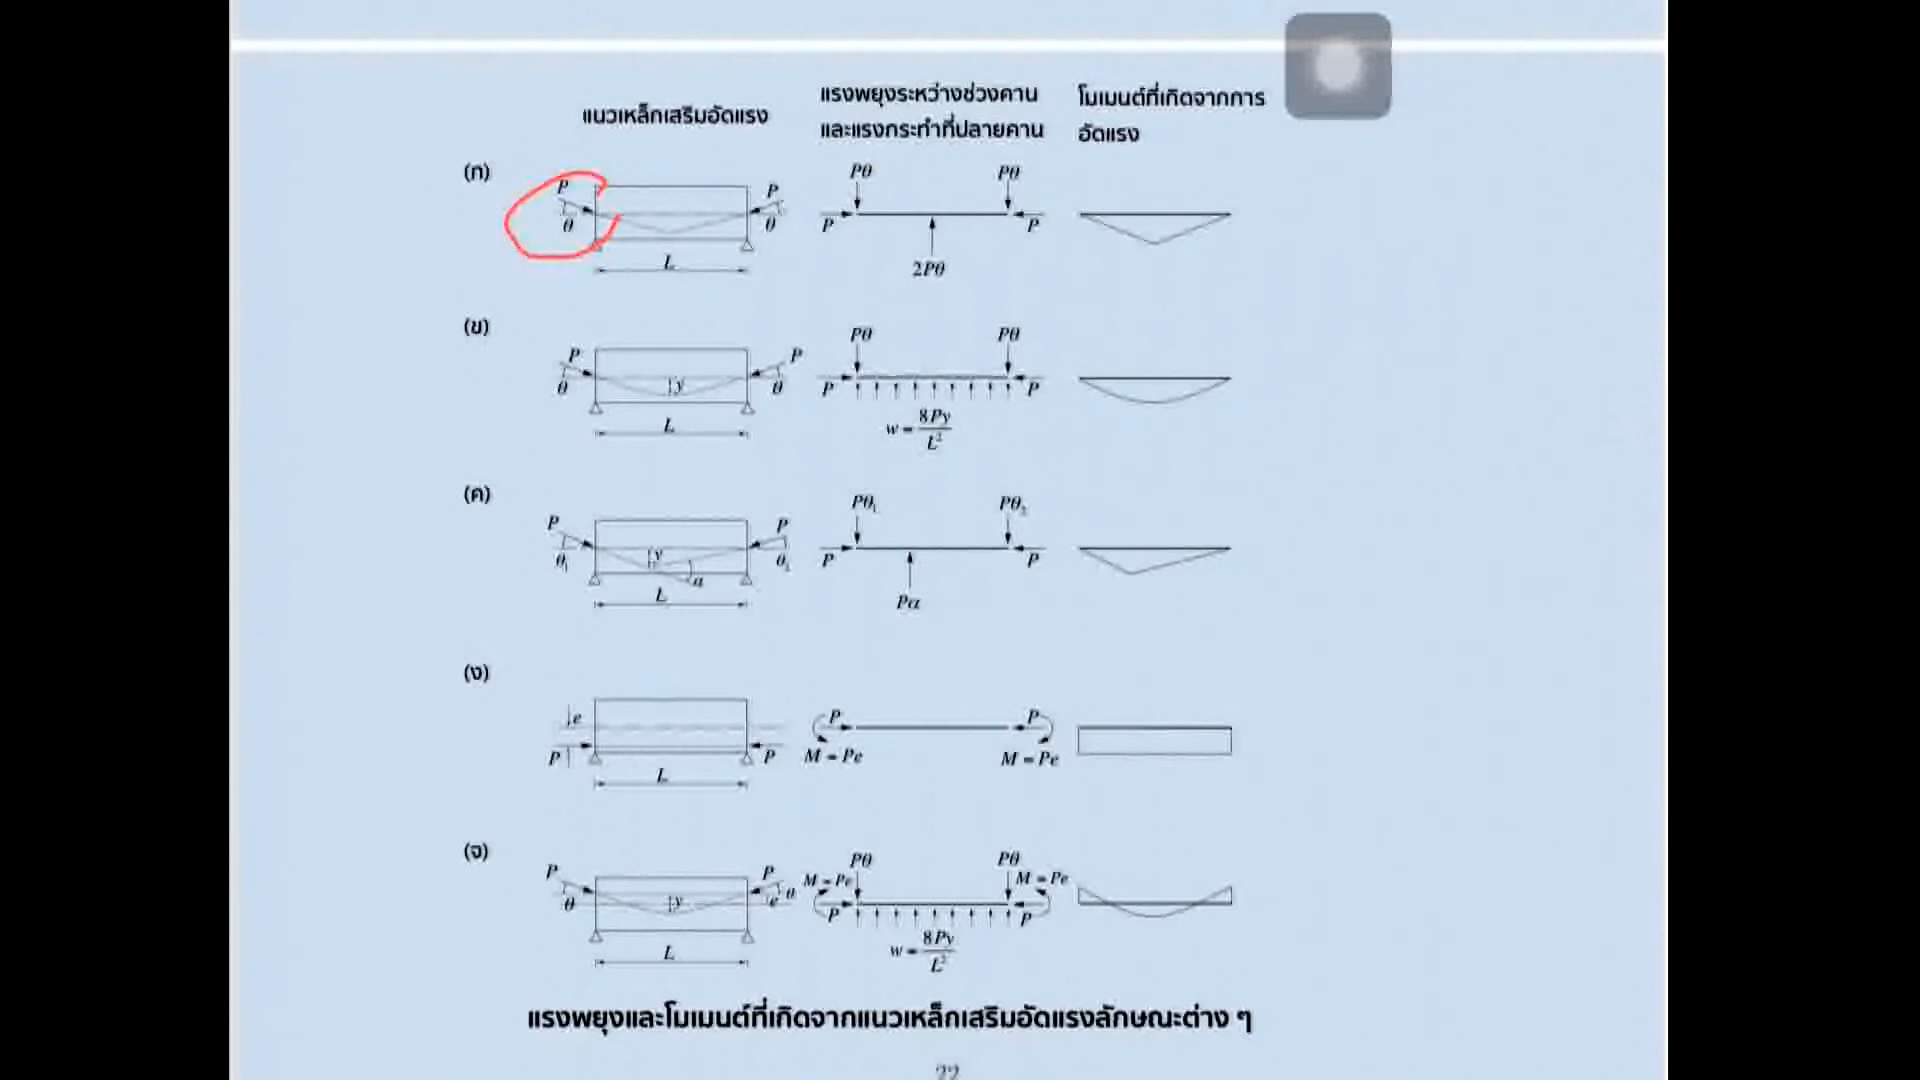 แนวเหล็กเสริมอัดแรง
แรงพยุงระหว่างช่วงคาน
และแรงกระทำที่ปลายคาน
โมเมนต์ที่เกิดจากการ
อัดแรง
(ก)
P θ P θ L
Pθ Pθ P P 2Pθ
(ข)
P θ y P θ L
Pθ Pθ P P
w = 8Py/L²
(ค)
P θ₁ y α P θ₂ L
Pθ₁ Pθ₂ P P Pα
(ง)
e P P L
P P
M = Pe M = Pe
(จ)
P θ y P θ e L
Pθ Pθ
M = Pe M = Pe
P P
w = 8Py/L²
แรงพยุงและโมเมนต์ที่เกิดจากแนวเหล็กเสริมอัดแรงลักษณะต่าง ๆ
22